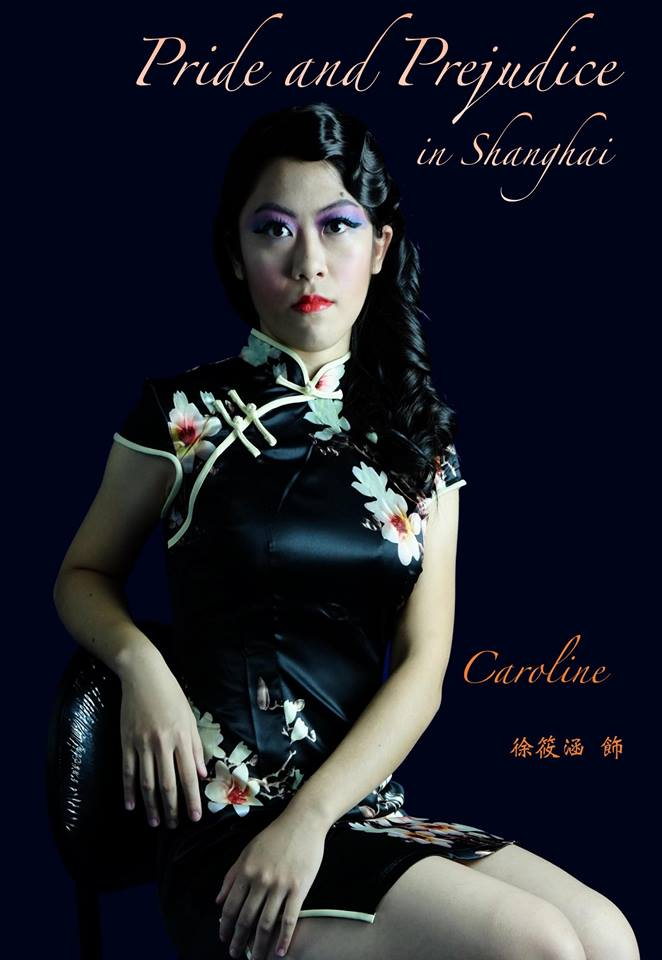 Pride and Prejudice
in Shanghai
Caroline
徐筱涵 飾